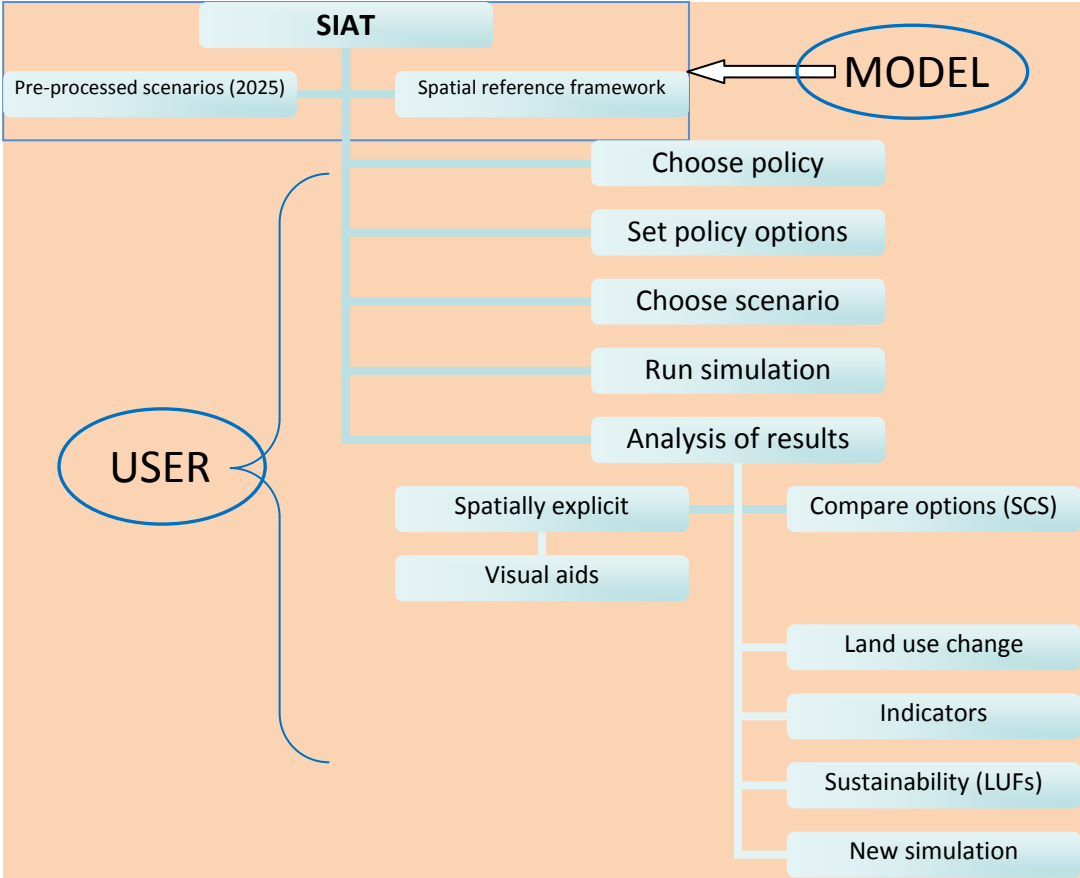 SIAT
Pre-processed scenarios (2025)
Spatial reference framework
MODEL
Choose policy
Set policy options
Choose scenario
Run simulation
Analysis of results
USER
Spatially explicit
Compare options (SCS)
Visual aids
Land use change
Indicators
Sustainability (LUFs)
New simulation